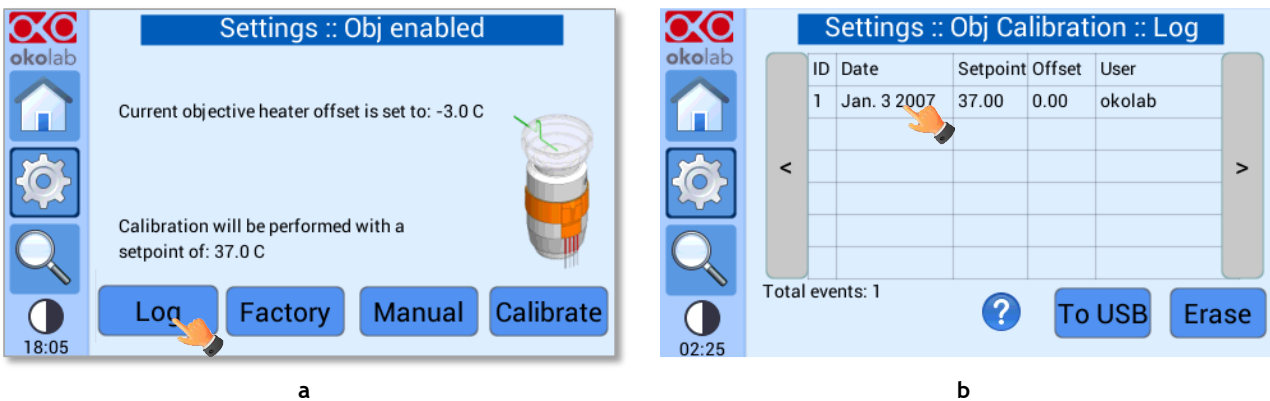 Settings :: Obj enabled
okolab
Current objective heater offset is set to: -3.0 C
Calibration will be performed with a
setpoint of: 37.0 C
Log Factory Manual Calibrate
18:05
a
Settings :: Obj Calibration :: Log
okolab
ID Date Setpoint Offset User
1 Jan. 3 2007 37.00 0.00 okolab
< >
Total events: 1
? To USB Erase
02:25
b